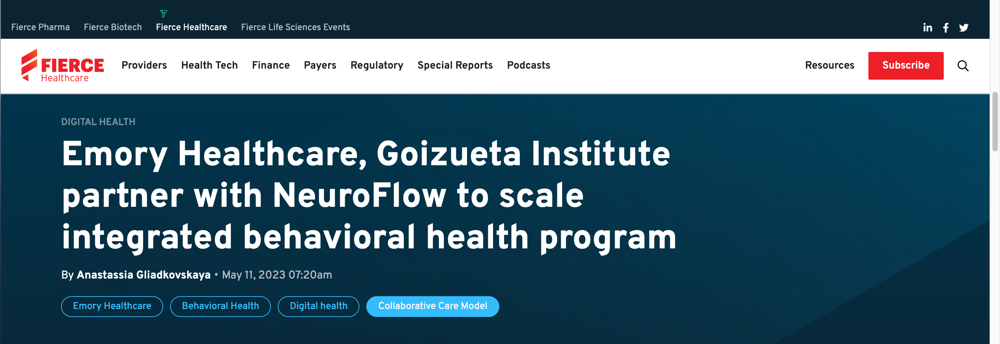 Fierce Pharma Fierce Biotech Fierce Healthcare Fierce Life Sciences Events
FIERCE
Healthcare
Providers Health Tech Finance Payers Regulatory Special Reports Podcasts Resources Subscribe
DIGITAL HEALTH
Emory Healthcare, Goizueta Institute
partner with NeuroFlow to scale
integrated behavioral health program
By Anastassia Gliadkovskaya • May 11, 2023 07:20am
Emory Healthcare Behavioral Health Digital health Collaborative Care Model